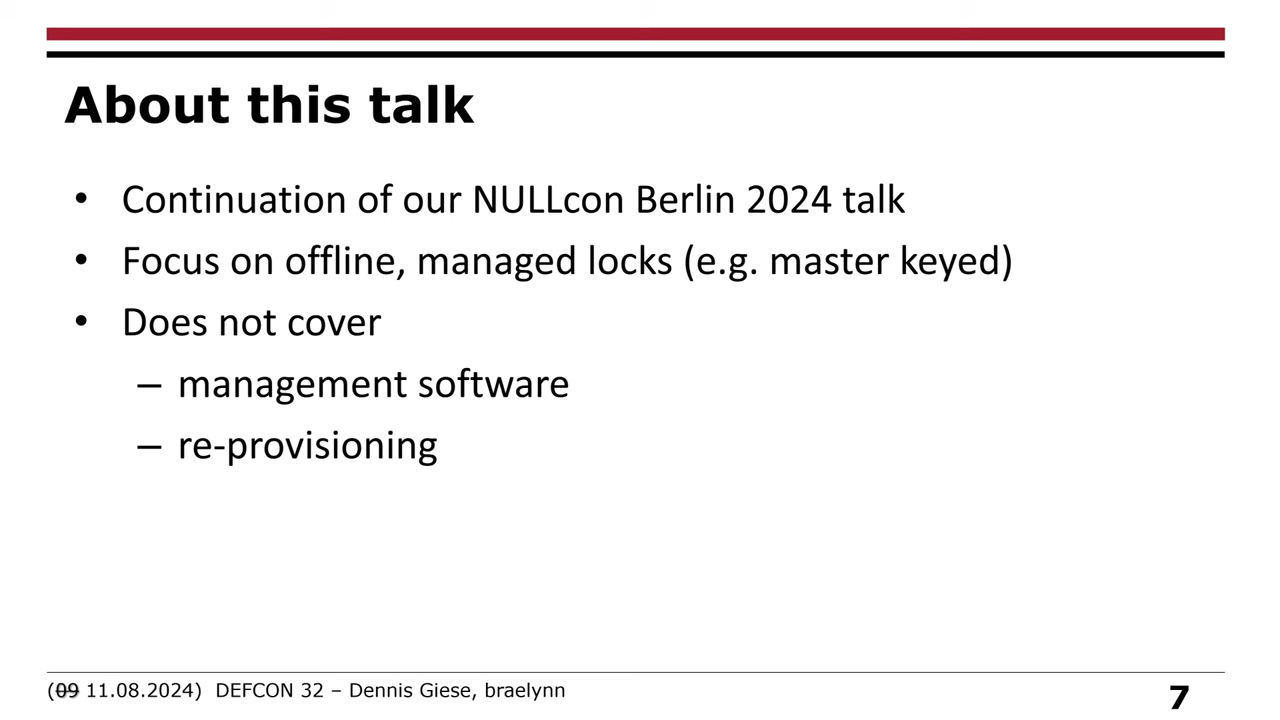 About this talk
• Continuation of our NULLcon Berlin 2024 talk
• Focus on offline, managed locks (e.g. master keyed)
• Does not cover
– management software
– re-provisioning
(09 11.08.2024) DEFCON 32 – Dennis Giese, braelynn
7